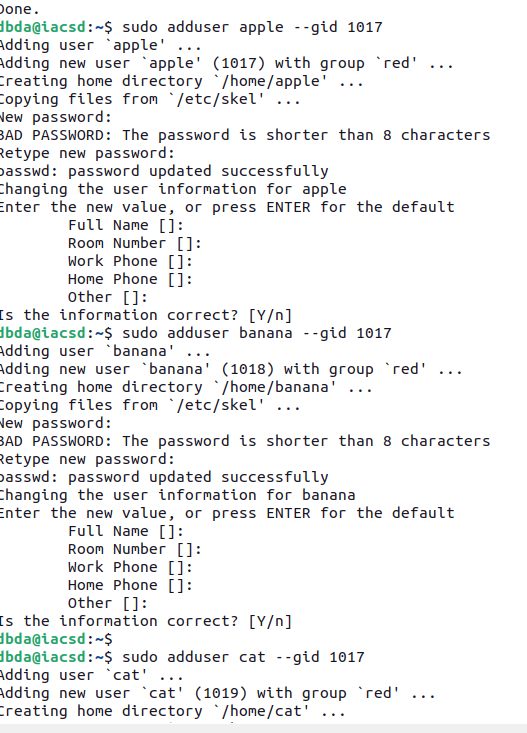 Done.
dbda@iacsd:~$ sudo adduser apple --gid 1017
Adding user `apple' ...
Adding new user `apple' (1017) with group `red' ...
Creating home directory `/home/apple' ...
Copying files from `/etc/skel' ...
New password:
BAD PASSWORD: The password is shorter than 8 characters
Retype new password:
passwd: password updated successfully
Changing the user information for apple
Enter the new value, or press ENTER for the default
Full Name []:
Room Number []:
Work Phone []:
Home Phone []:
Other []:
Is the information correct? [Y/n]
dbda@iacsd:~$ sudo adduser banana --gid 1017
Adding user `banana' ...
Adding new user `banana' (1018) with group `red' ...
Creating home directory `/home/banana' ...
Copying files from `/etc/skel' ...
New password:
BAD PASSWORD: The password is shorter than 8 characters
Retype new password:
passwd: password updated successfully
Changing the user information for banana
Enter the new value, or press ENTER for the default
Full Name []:
Room Number []:
Work Phone []:
Home Phone []:
Other []:
Is the information correct? [Y/n]
dbda@iacsd:~$
dbda@iacsd:~$ sudo adduser cat --gid 1017
Adding user `cat' ...
Adding new user `cat' (1019) with group `red' ...
Creating home directory `/home/cat' ...